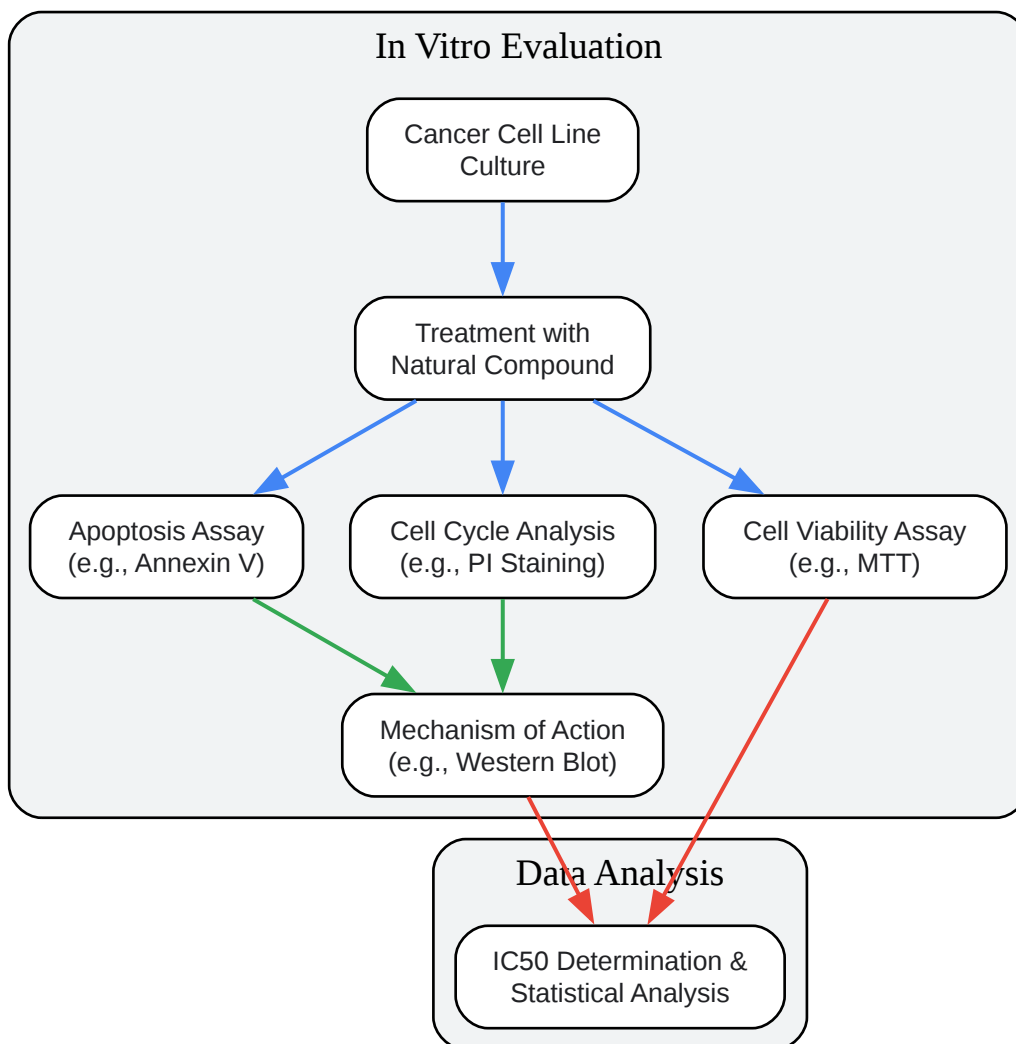 In Vitro Evaluation
Cancer Cell Line
Culture
Treatment with
Natural Compound
Apoptosis Assay
(e.g., Annexin V)
Cell Cycle Analysis
(e.g., PI Staining)
Cell Viability Assay
(e.g., MTT)
Mechanism of Action
(e.g., Western Blot)
Data Analysis
IC50 Determination &
Statistical Analysis